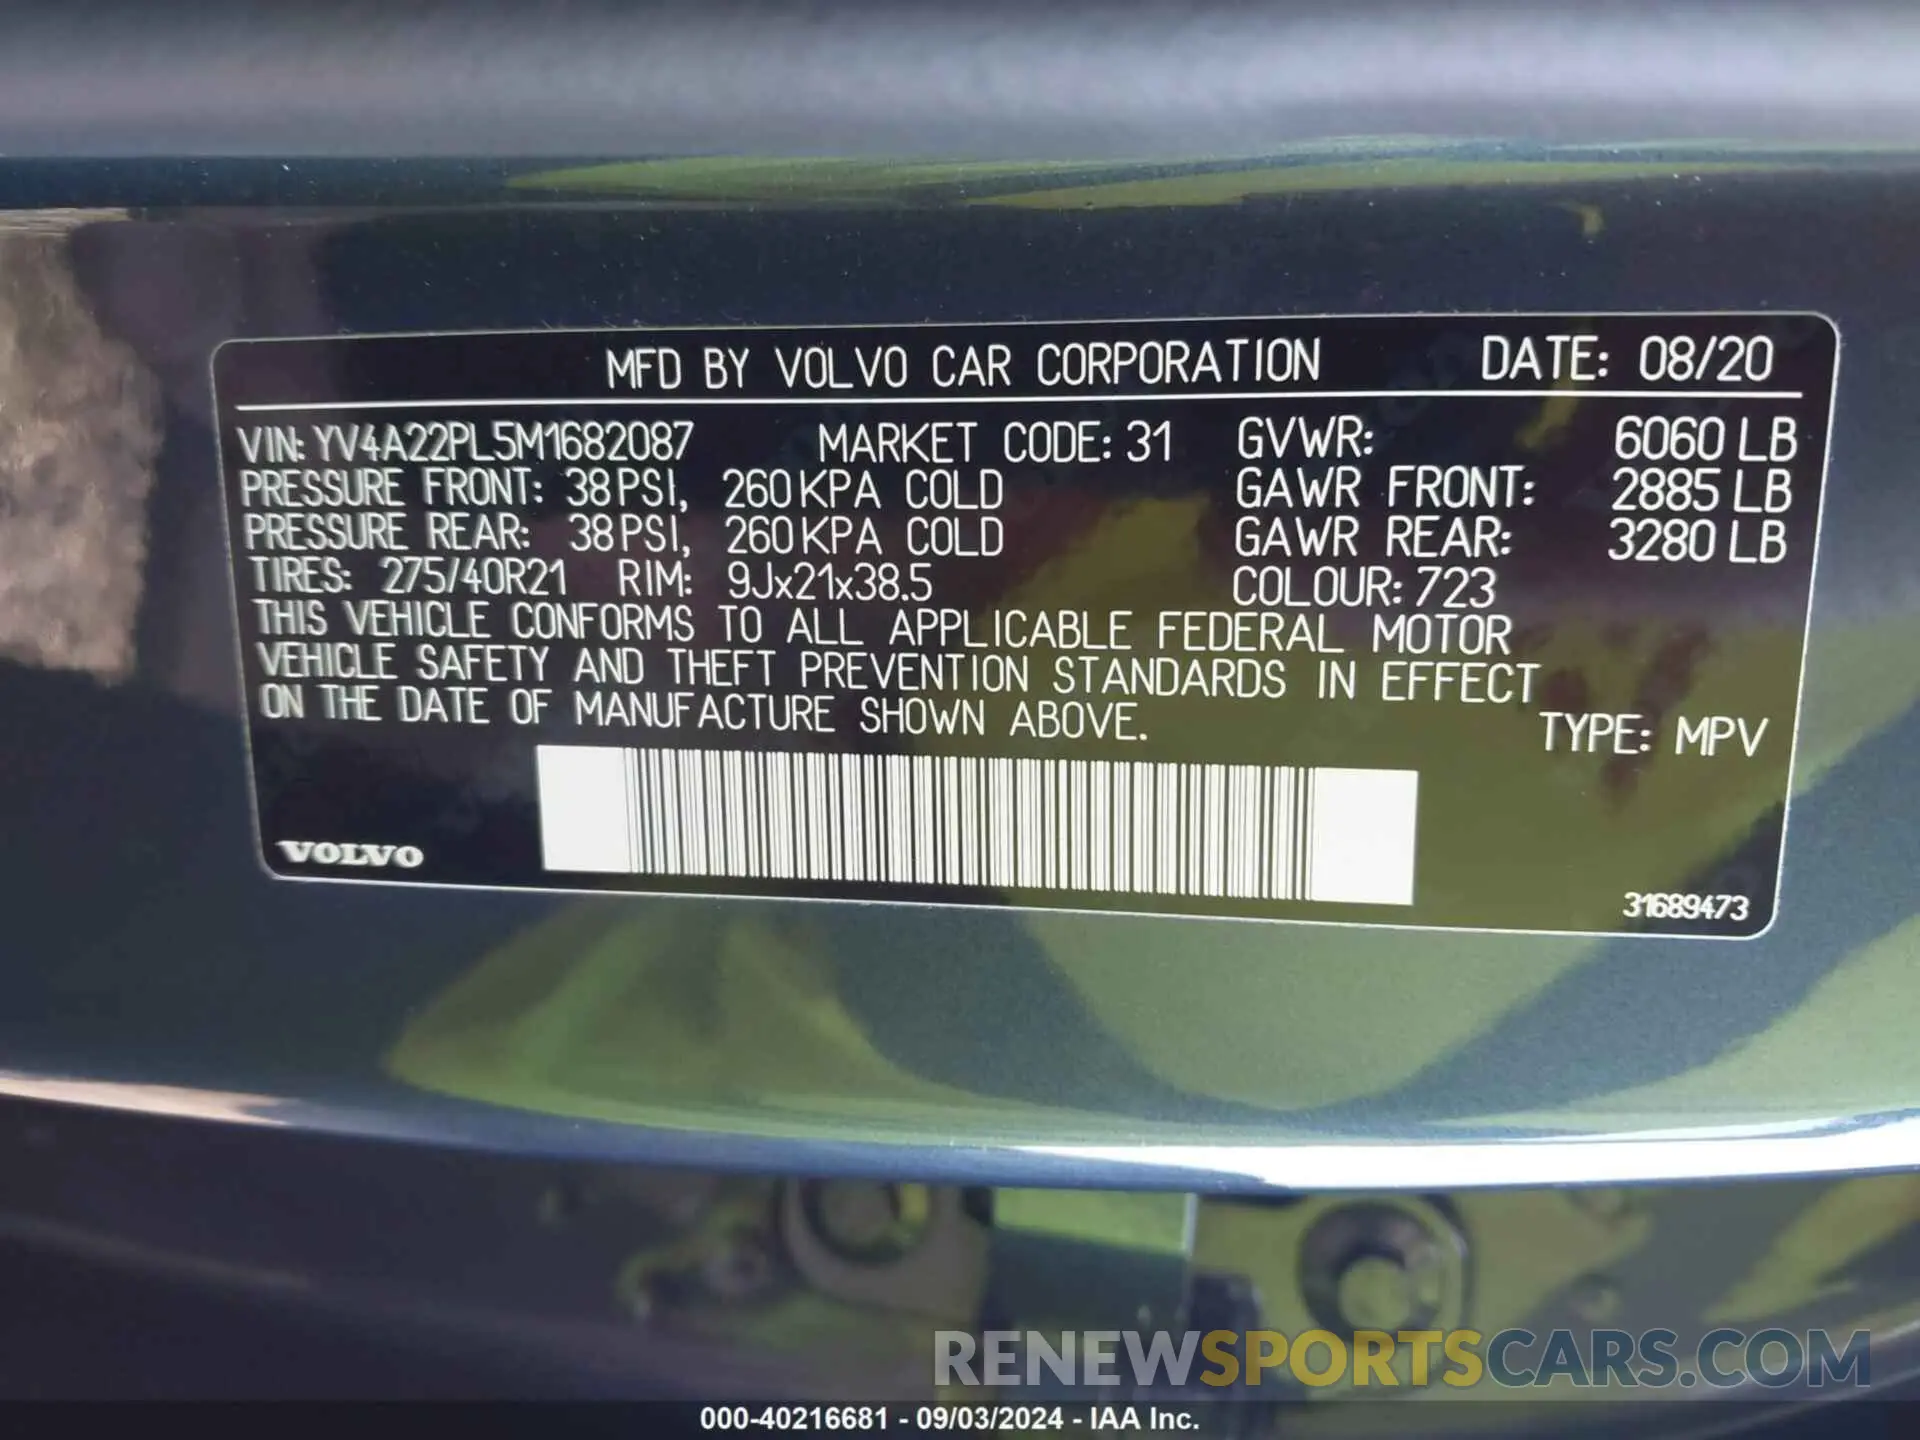 MFD BY VOLVO CAR CORPORATION DATE: 08/20
VIN: YV4A22PL5M1682087 MARKET CODE: 31 GVWR: 6060 LB
PRESSURE FRONT: 38 PSI, 260 KPA COLD GAWR FRONT: 2885 LB
PRESSURE REAR: 38 PSI, 260 KPA COLD GAWR REAR: 3280 LB
TIRES: 275/40R21 RIM: 9Jx21x38.5 COLOUR: 723
THIS VEHICLE CONFORMS TO ALL APPLICABLE FEDERAL MOTOR
VEHICLE SAFETY AND THEFT PREVENTION STANDARDS IN EFFECT
ON THE DATE OF MANUFACTURE SHOWN ABOVE. TYPE: MPV
VOLVO
31689473
RENEWSPORTSCARS.COM
000-40216681 - 09/03/2024 - IAA Inc.